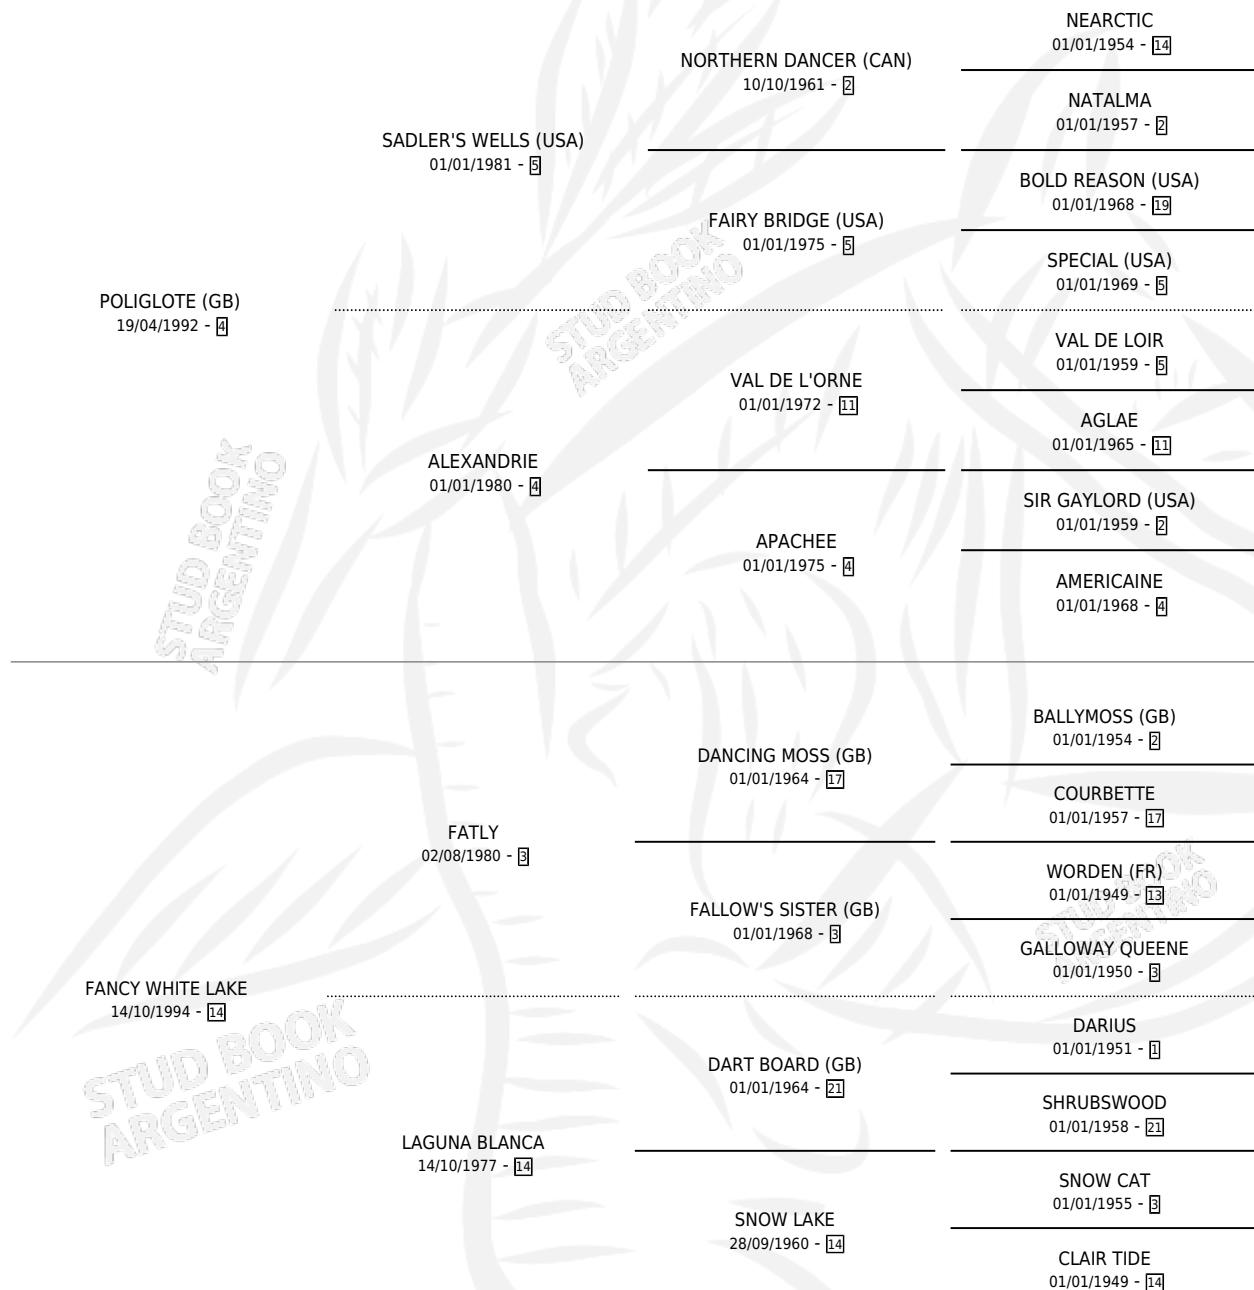 NEARCTIC
01/01/1954 - 14
NORTHERN DANCER (CAN)
10/10/1961 - 2
NATALMA
01/01/1957 - 2
SADLER'S WELLS (USA)
01/01/1981 - 5
BOLD REASON (USA)
01/01/1968 - 19
FAIRY BRIDGE (USA)
01/01/1975 - 5
SPECIAL (USA)
01/01/1969 - 5
POLIGLOTE (GB)
19/04/1992 - 4
STUD BOOK
ARGENTINO
VAL DE LOIR
01/01/1959 - 5
VAL DE L'ORNE
01/01/1972 - 11
AGLAE
01/01/1965 - 11
ALEXANDRIE
01/01/1980 - 4
SIR GAYLORD (USA)
01/01/1959 - 2
APACHEE
01/01/1975 - 4
AMERICAINE
01/01/1968 - 4
STUD BOOK
ARGENTINO
BALLYMOSS (GB)
01/01/1954 - 2
DANCING MOSS (GB)
01/01/1964 - 17
COURBETTE
01/01/1957 - 17
FATLY
02/08/1980 - 3
WORDEN (FR)
01/01/1949 - 13
FALLOW'S SISTER (GB)
01/01/1968 - 3
STUD BOOK
ARGENTINO
GALLOWAY QUEENE
01/01/1950 - 3
FANCY WHITE LAKE
14/10/1994 - 14
STUD BOOK
ARGENTINO
DARIUS
01/01/1951 - 1
DART BOARD (GB)
01/01/1964 - 21
SHRUBSWOOD
01/01/1958 - 21
LAGUNA BLANCA
14/10/1977 - 14
SNOW CAT
01/01/1955 - 3
SNOW LAKE
28/09/1960 - 14
CLAIR TIDE
01/01/1949 - 14